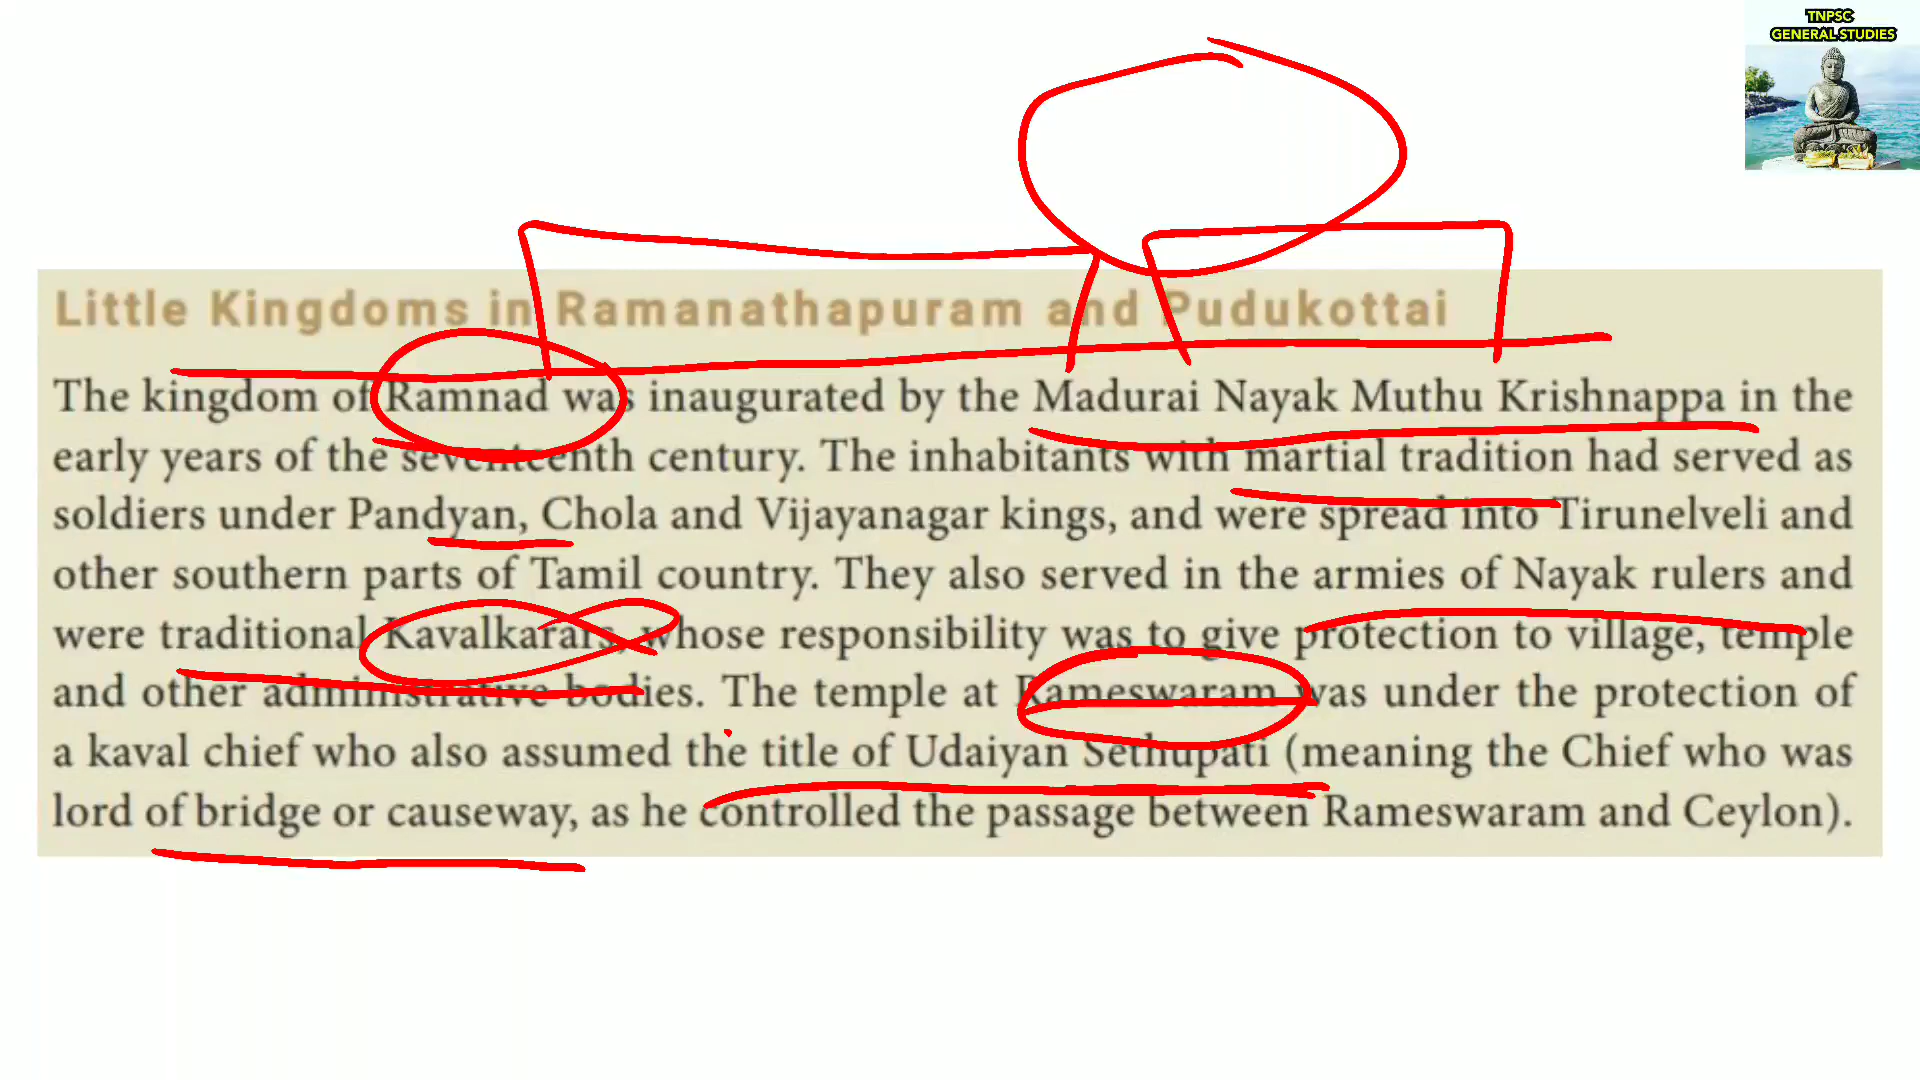 TNPSC
GENERAL STUDIES
Little Kingdoms in Ramanathapuram and Pudukottai
The kingdom of Ramnad was inaugurated by the Madurai Nayak Muthu Krishnappa in the
early years of the seventeenth century. The inhabitants with martial tradition had served as
soldiers under Pandyan, Chola and Vijayanagar kings, and were spread into Tirunelveli and
other southern parts of Tamil country. They also served in the armies of Nayak rulers and
were traditional Kavalkarars, whose responsibility was to give protection to village, temple
and other administrative bodies. The temple at Rameswaram was under the protection of
a kaval chief who also assumed the title of Udaiyan Sethupati (meaning the Chief who was
lord of bridge or causeway, as he controlled the passage between Rameswaram and Ceylon).